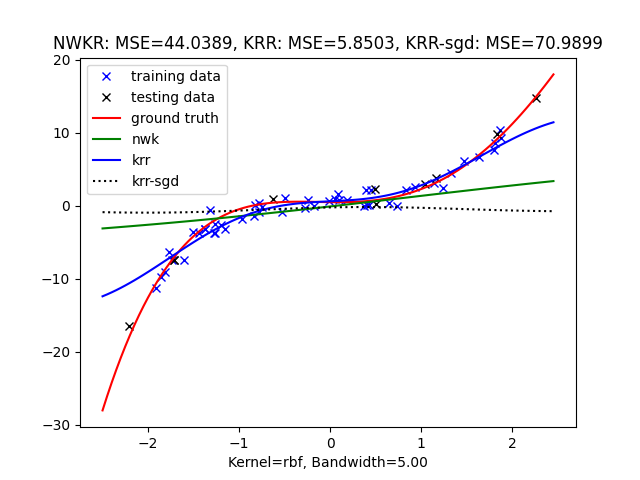 NWKR: MSE=44.0389, KRR: MSE=5.8503, KRR-sgd: MSE=70.9899
training data
testing data
ground truth
nwk
krr
krr-sgd
20
10
0
−10
−20
−30
−2
−1
0
1
2
Kernel=rbf, Bandwidth=5.00